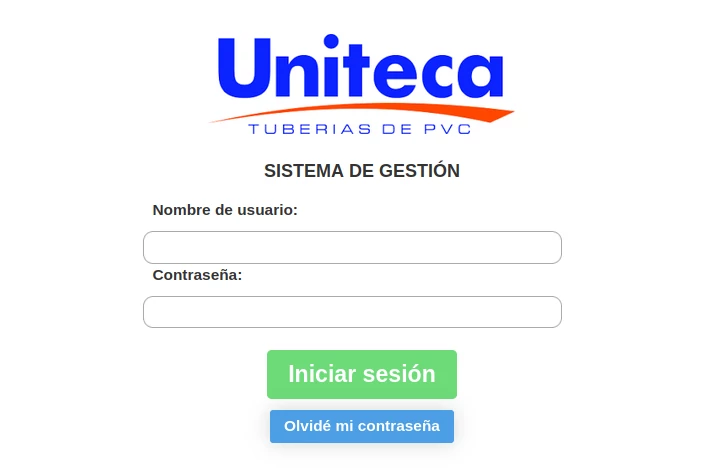 Uniteca
TUBERIAS DE PVC
SISTEMA DE GESTIÓN
Nombre de usuario:
Contraseña:
Iniciar sesión
Olvidé mi contraseña